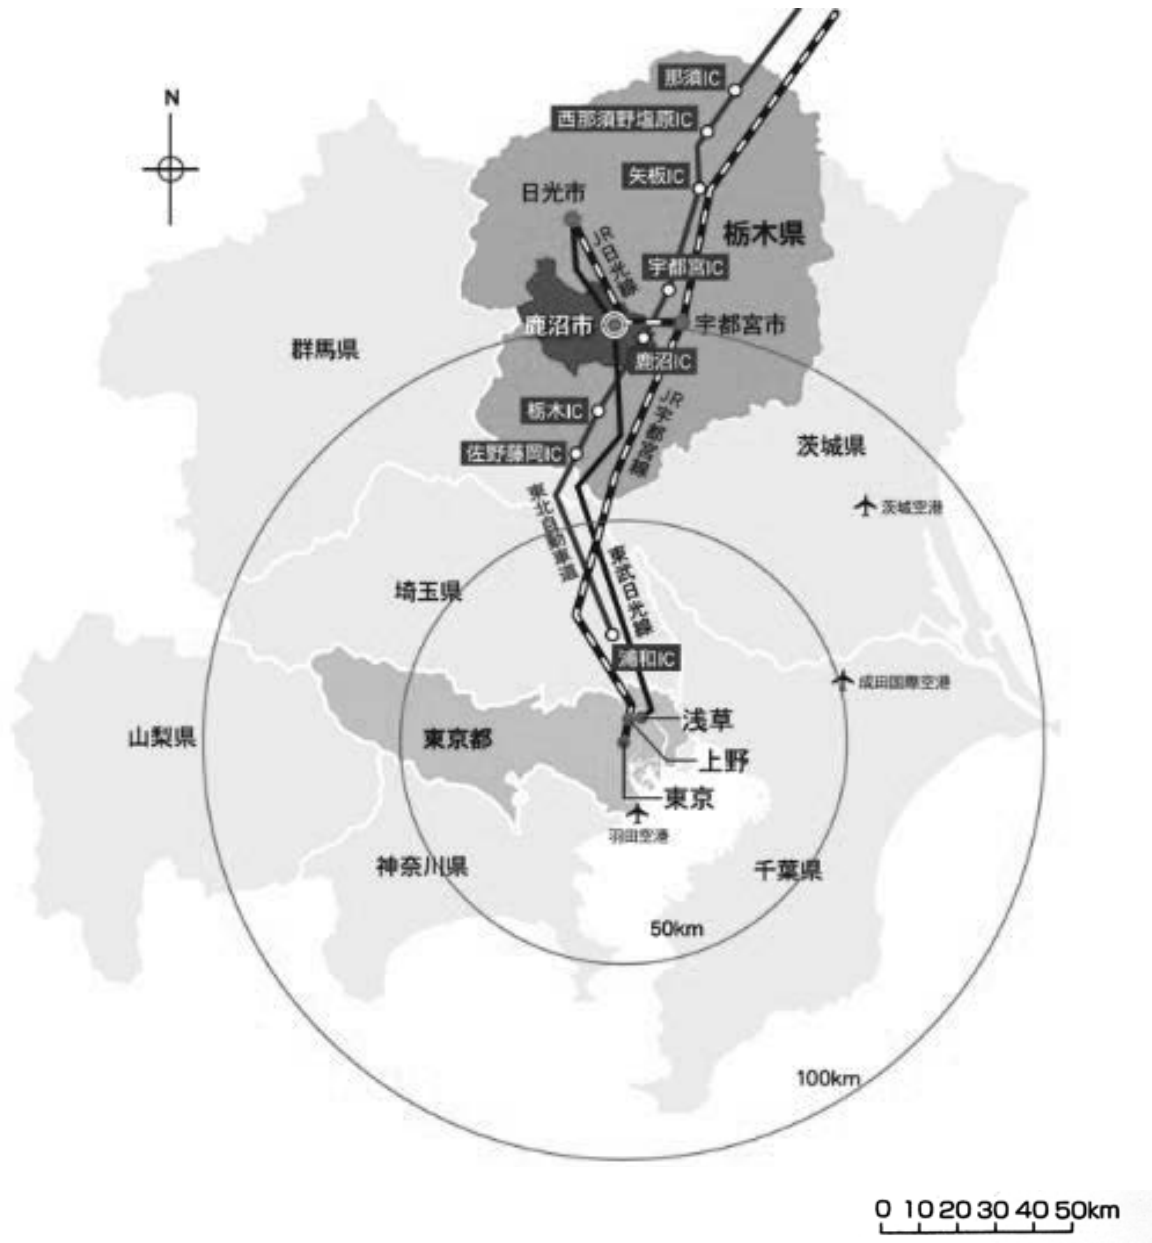 N
那須IC
西那須野塩原IC
矢板IC
日光市
栃木県
JR日光線
宇都宮IC
鹿沼市
宇都宮市
群馬県
鹿沼IC
栃木IC
JR宇都宮線
佐野藤岡IC
茨城県
東北自動車道
茨城空港
東武日光線
埼玉県
浦和IC
成田国際空港
山梨県
東京都
浅草
上野
東京
羽田空港
神奈川県
千葉県
50km
100km
0 10 20 30 40 50km